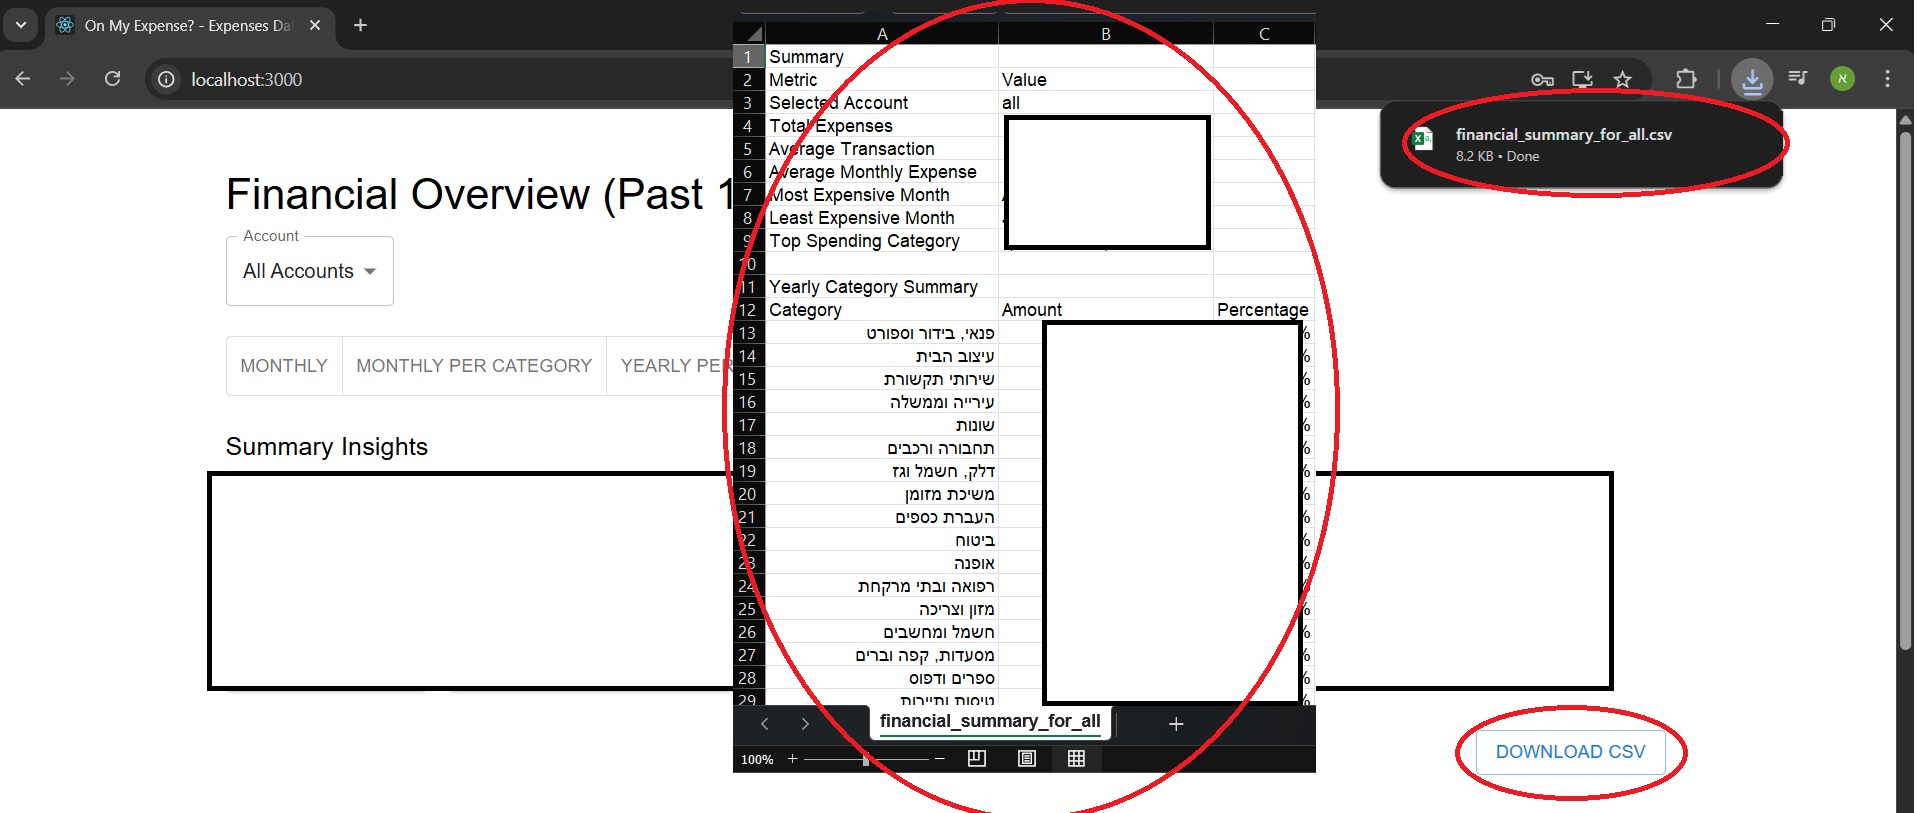 On My Expense? - Expenses Da
localhost:3000
financial_summary_for_all.csv
8.2 KB • Done
א
Financial Overview (Past 1
Account
All Accounts
MONTHLY
MONTHLY PER CATEGORY
YEARLY PER
Summary Insights
DOWNLOAD CSV
A B C
1 Summary
2 Metric Value
3 Selected Account all
4 Total Expenses
5 Average Transaction
6 Average Monthly Expense
7 Most Expensive Month
8 Least Expensive Month
9 Top Spending Category
10
11 Yearly Category Summary
12 Category Amount Percentage
13 פנאי, בידור וספורט %
14 עיצוב הבית %
15 שירותי תקשורת %
16 עירייה וממשלה %
17 שונות %
18 תחבורה ורכבים %
19 דלק, חשמל וגז %
20 משיכת מזומן %
21 העברת כספים %
22 ביטוח %
23 אופנה %
24 רפואה ובתי מרקחת %
25 מזון וצריכה %
26 חשמל ומחשבים %
27 מסעדות, קפה וברים %
28 ספרים ודפוס %
29 טיסות ותיירות %
financial_summary_for_all
100%